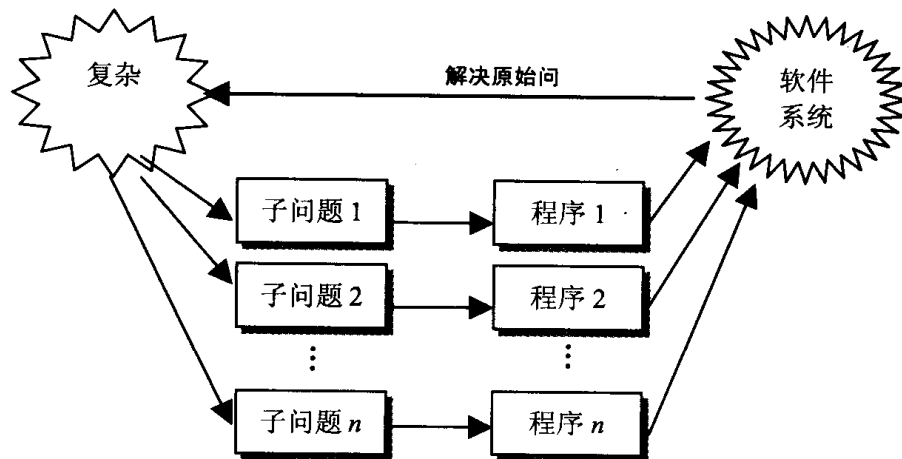 复杂
解决原始问
软件
系统
子问题 1
程序 1
子问题 2
程序 2
⋮
⋮
子问题 n
程序 n